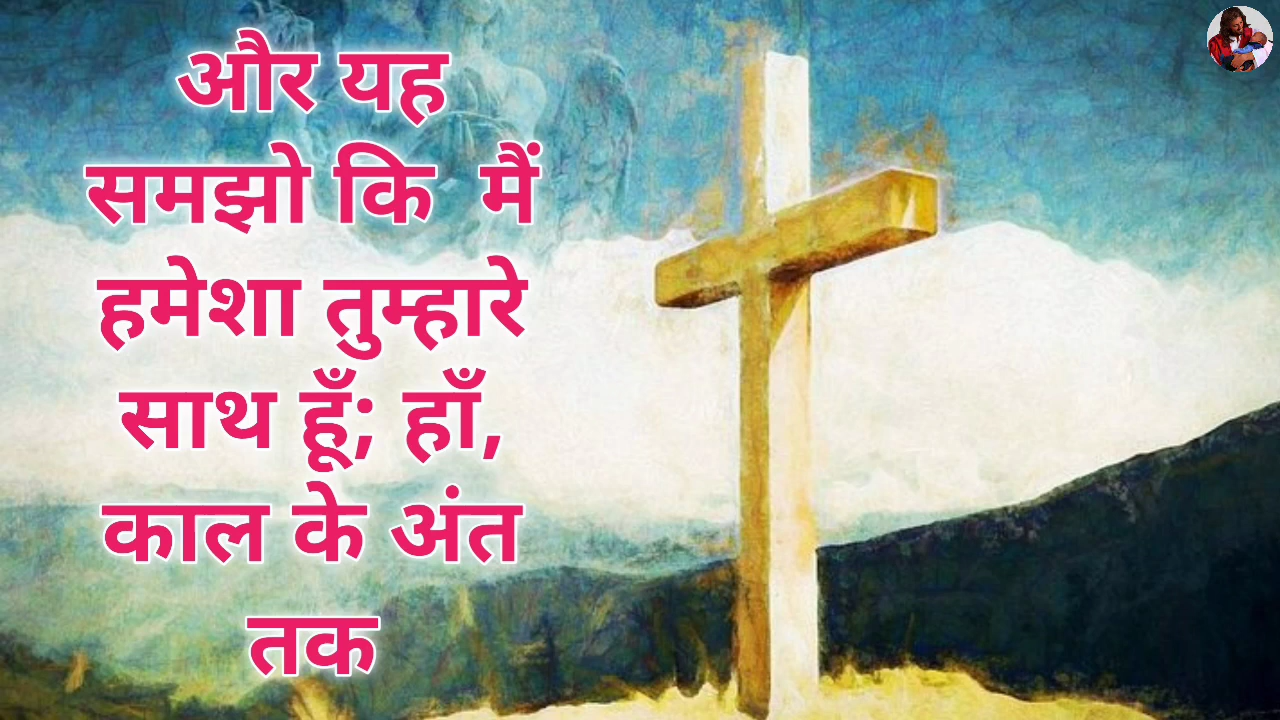 और यह
समझो कि  मैं
हमेशा तुम्हारे
साथ हूँ; हाँ,
काल के अंत
तक